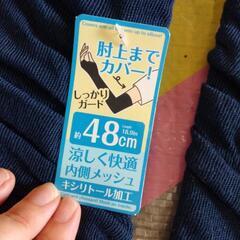 肘上まで
カバー!
しっかり
ガード
約48cm
18.9in
涼しく快適
内側メッシュ
キシリトール加工